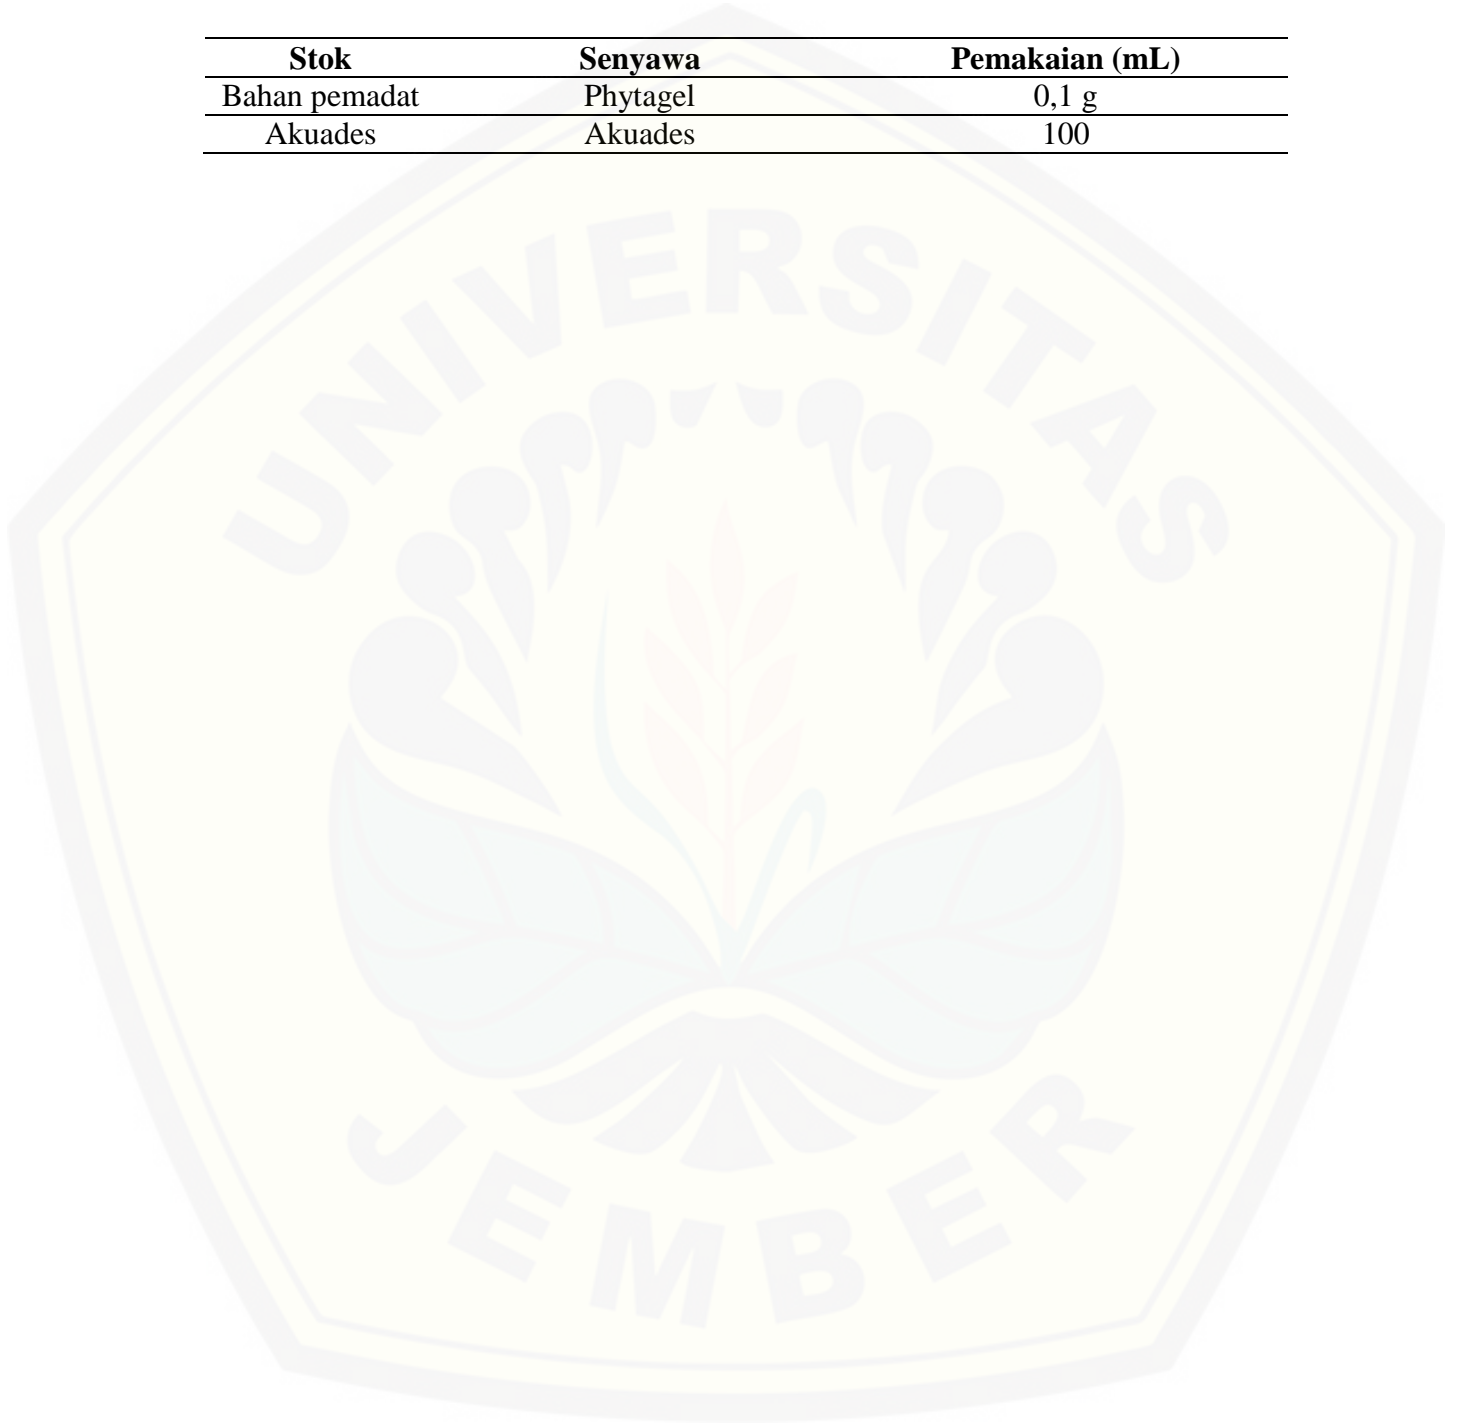 Stok Senyawa Pemakaian (mL)
Bahan pemadat Phytagel 0,1 g
Akuades Akuades 100
UNIVERSITAS
JEMBER